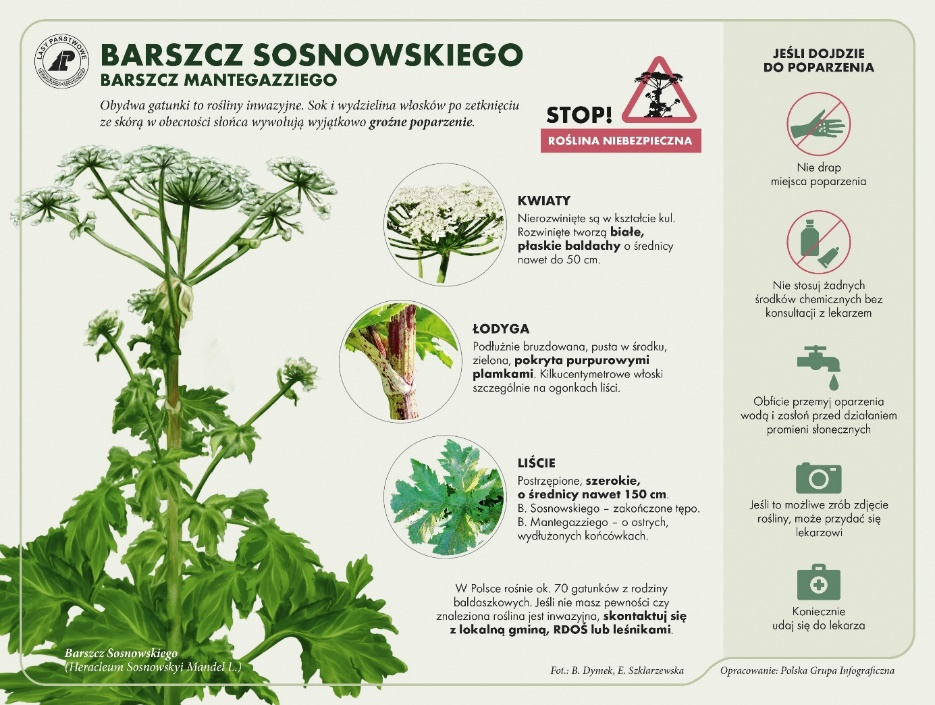 LASY PAŃSTWOWE
BARSZCZ SOSNOWSKIEGO
BARSZCZ MANTEGAZZIEGO
Obydwa gatunki to rośliny inwazyjne. Sok i wydzielina włosków po zetknięciu
ze skórą w obecności słońca wywołują wyjątkowo groźne poparzenie.
STOP!
ROŚLINA NIEBEZPIECZNA
KWIATY
Nierozwinięte są w kształcie kul.
Rozwinięte tworzą białe,
płaskie baldachy o średnicy
nawet do 50 cm.
ŁODYGA
Podłużnie bruzdowana, pusta w środku,
zielona, pokryta purpurowymi
plamkami. Kilkucentymetrowe włoski
szczególnie na ogonkach liści.
LIŚCIE
Postrzępione, szerokie,
o średnicy nawet 150 cm.
B. Sosnowskiego – zakończone tępo.
B. Mantegazziego – o ostrych,
wydłużonych końcówkach.
W Polsce rośnie ok. 70 gatunków z rodziny
baldaszkowych. Jeśli nie masz pewności czy
znaleziona roślina jest inwazyjna, skontaktuj się
z lokalną gminą, RDOŚ lub leśnikami.
Barszcz Sosnowskiego
(Heracleum Sosnowskyi Mandel L.)
Fot.: B. Dymek, E. Szklarzewska
JEŚLI DOJDZIE
DO POPARZENIA
Nie drap
miejsca poparzenia
Nie stosuj żadnych
środków chemicznych bez
konsultacji z lekarzem
Obficie przemyj oparzenia
wodą i zasłoń przed działaniem
promieni słonecznych
Jeśli to możliwe zrób zdjęcie
rośliny, może przydać się
lekarzowi
Koniecznie
udaj się do lekarza
Opracowanie: Polska Grupa Infograficzna